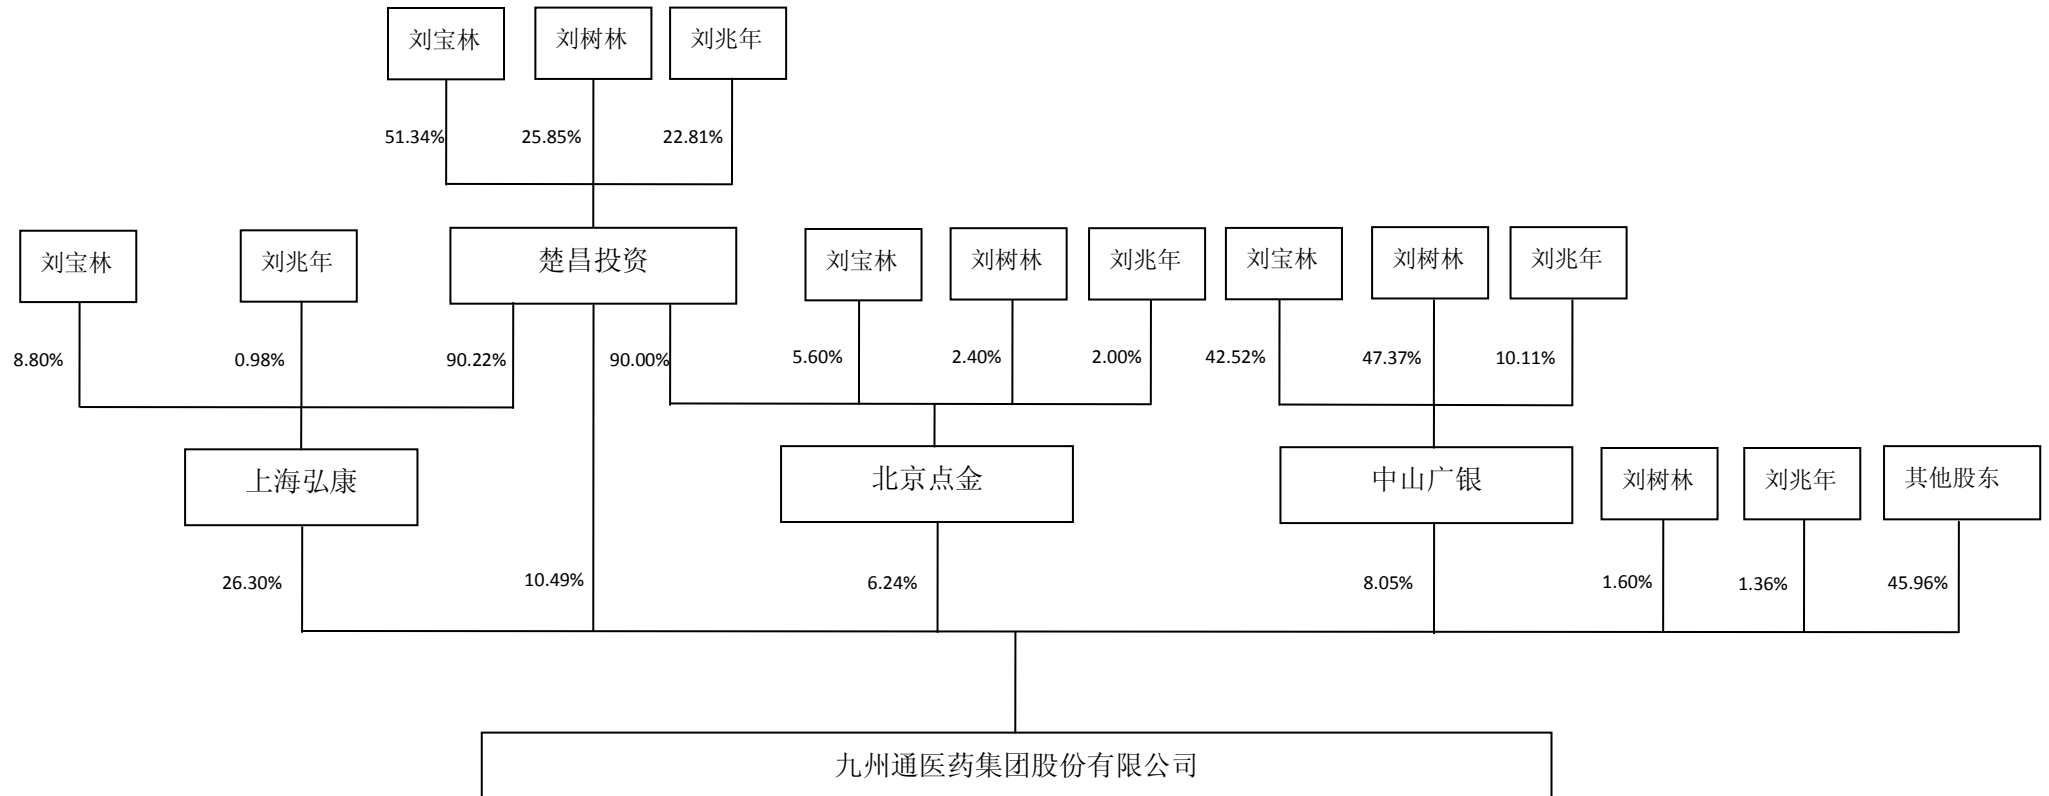 刘宝林 刘树林 刘兆年
51.34% 25.85% 22.81%
刘宝林 刘兆年 楚昌投资 刘宝林 刘树林 刘兆年 刘宝林 刘树林 刘兆年
8.80% 0.98% 90.22% 90.00% 5.60% 2.40% 2.00% 42.52% 47.37% 10.11%
上海弘康 北京点金 中山广银 刘树林 刘兆年 其他股东
26.30% 10.49% 6.24% 8.05% 1.60% 1.36% 45.96%
九州通医药集团股份有限公司